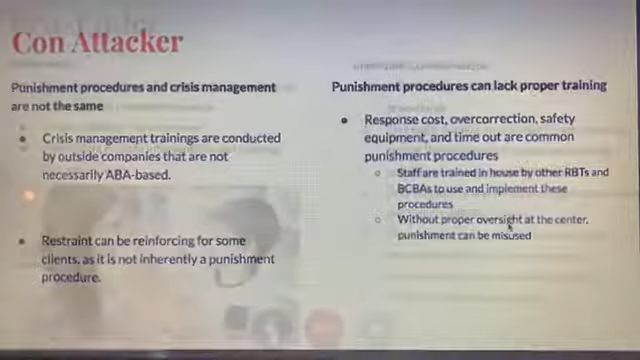 Con Attacker
Punishment procedures and crisis management
are not the same
Crisis management trainings are conducted
by outside companies that are not
necessarily ABA-based.
Restraint can be reinforcing for some
clients, as it is not inherently a punishment
procedure.
Punishment procedures can lack proper training
Response cost, overcorrection, safety
equipment, and time out are common
punishment procedures
Staff are trained in house by other RBTs and
BCBAs to use and implement these
procedures
Without proper oversight at the center,
punishment can be misused